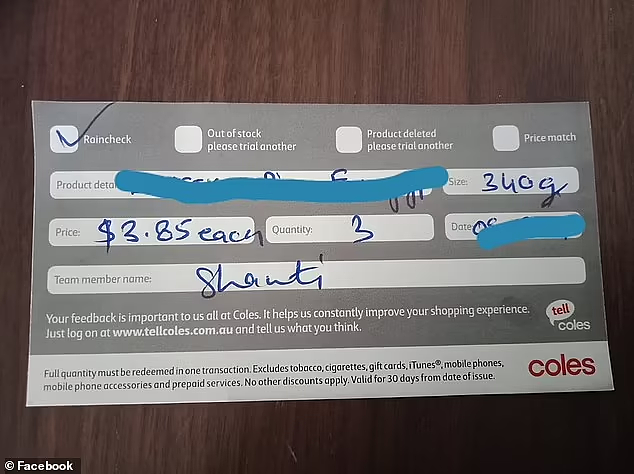 Raincheck
Out of stock
please trial another
Product deleted
please trial another
Price match
Product
Size: 340g
Price: $3.85 each
Quantity: 3
Date:
Team member name: Shanti
Your feedback is important to us all at Coles. It helps us constantly improve your shopping experience.
Just log on at www.tellcoles.com.au and tell us what you think.
tell
coles
Full quantity must be redeemed in one transaction. Excludes tobacco, cigarettes, gift cards, iTunes®, mobile phones,
mobile phone accessories and prepaid services. No other discounts apply. Valid for 30 days from date of issue.
coles
© Facebook